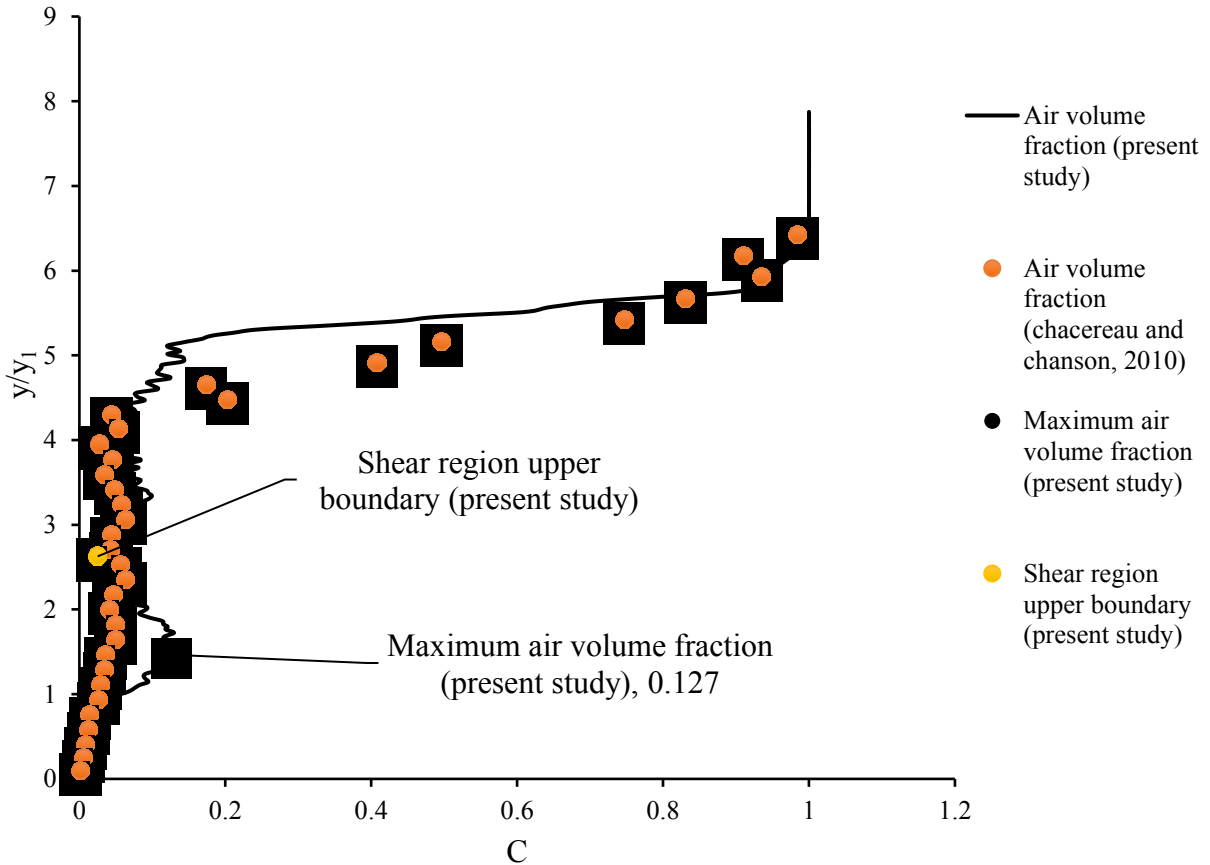 9
8
7
6
5
4
3
2
1
0
y/y1
0
0.2
0.4
0.6
0.8
1
1.2
C
Shear region upper
boundary (present study)
Maximum air volume fraction
(present study), 0.127
Air volume
fraction (present
study)
Air volume
fraction
(chacereau and
chanson, 2010)
Maximum air
volume fraction
(present study)
Shear region
upper boundary
(present study)